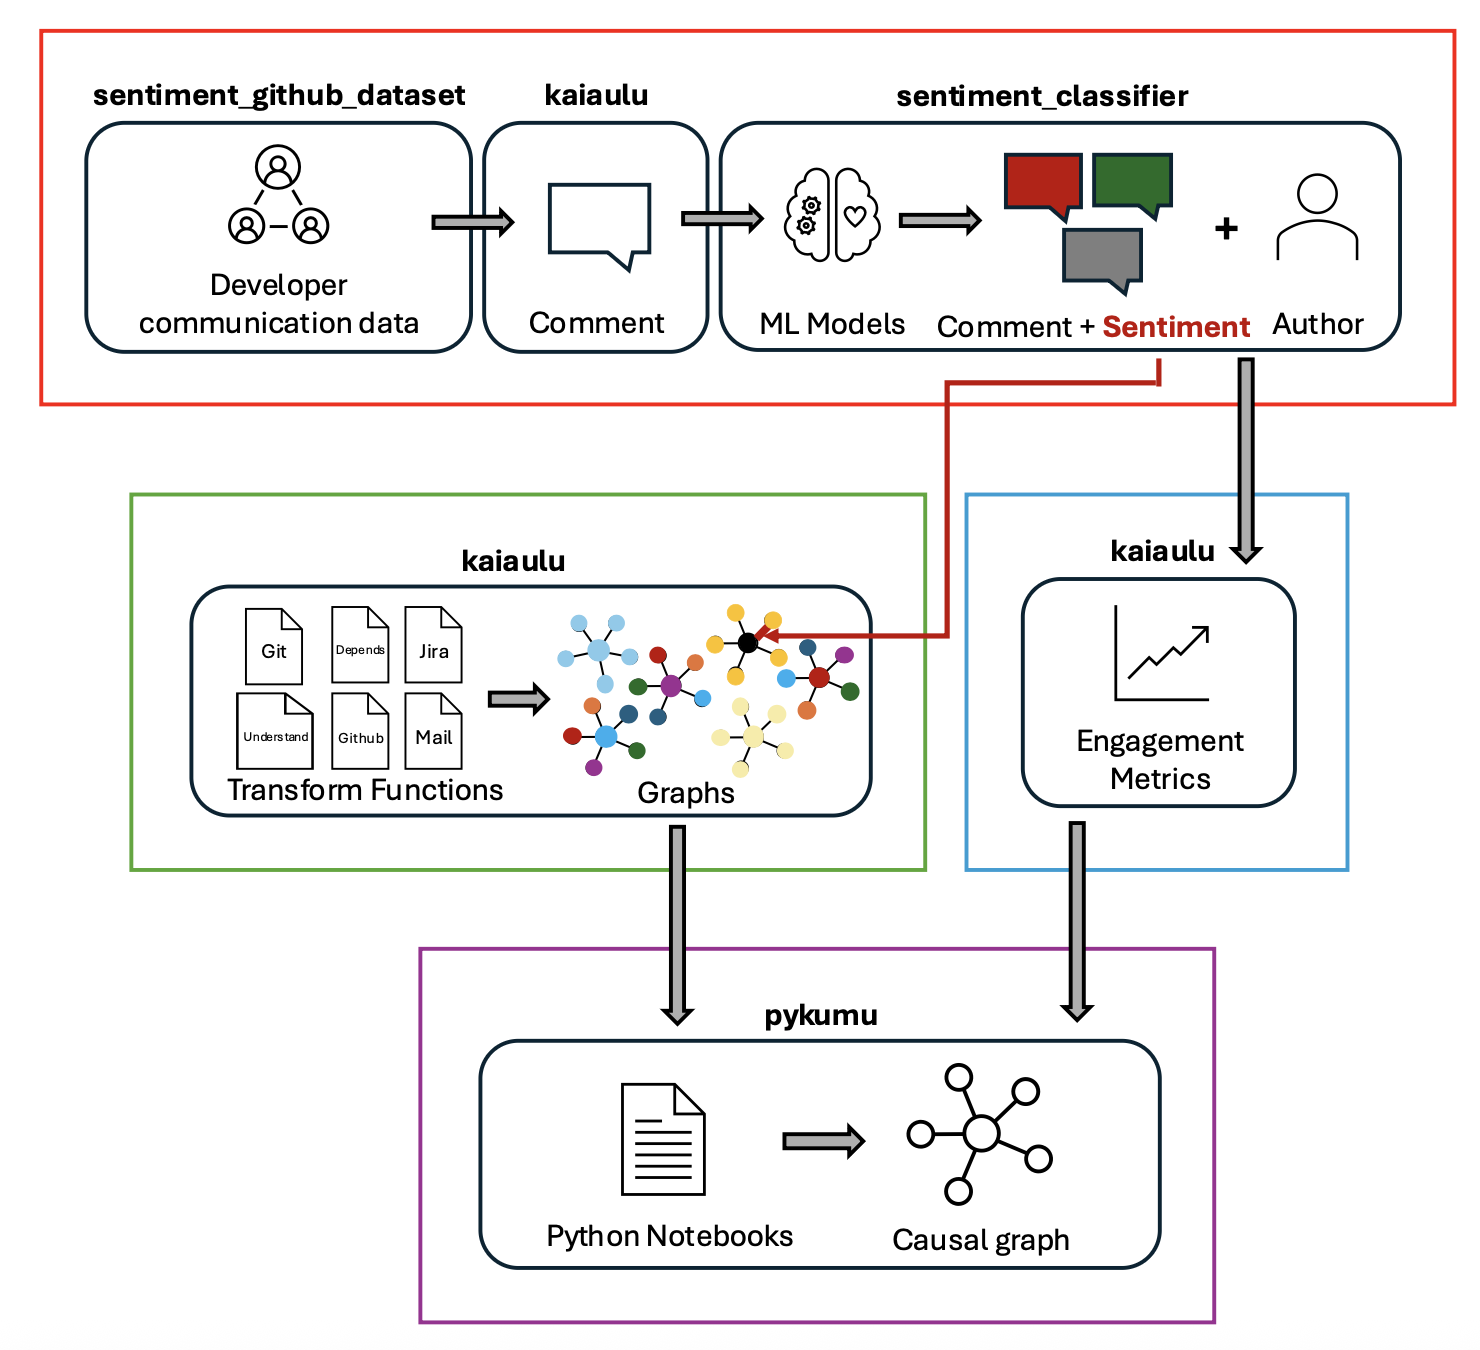 sentiment_github_dataset
kaiaulu
sentiment_classifier
Developer
communication data
Comment
ML Models
Comment + Sentiment
+
Author
kaiaulu
Git
Depends
Jira
Understand
Github
Mail
Transform Functions
Graphs
kaiaulu
Engagement
Metrics
pykumu
Python Notebooks
Causal graph